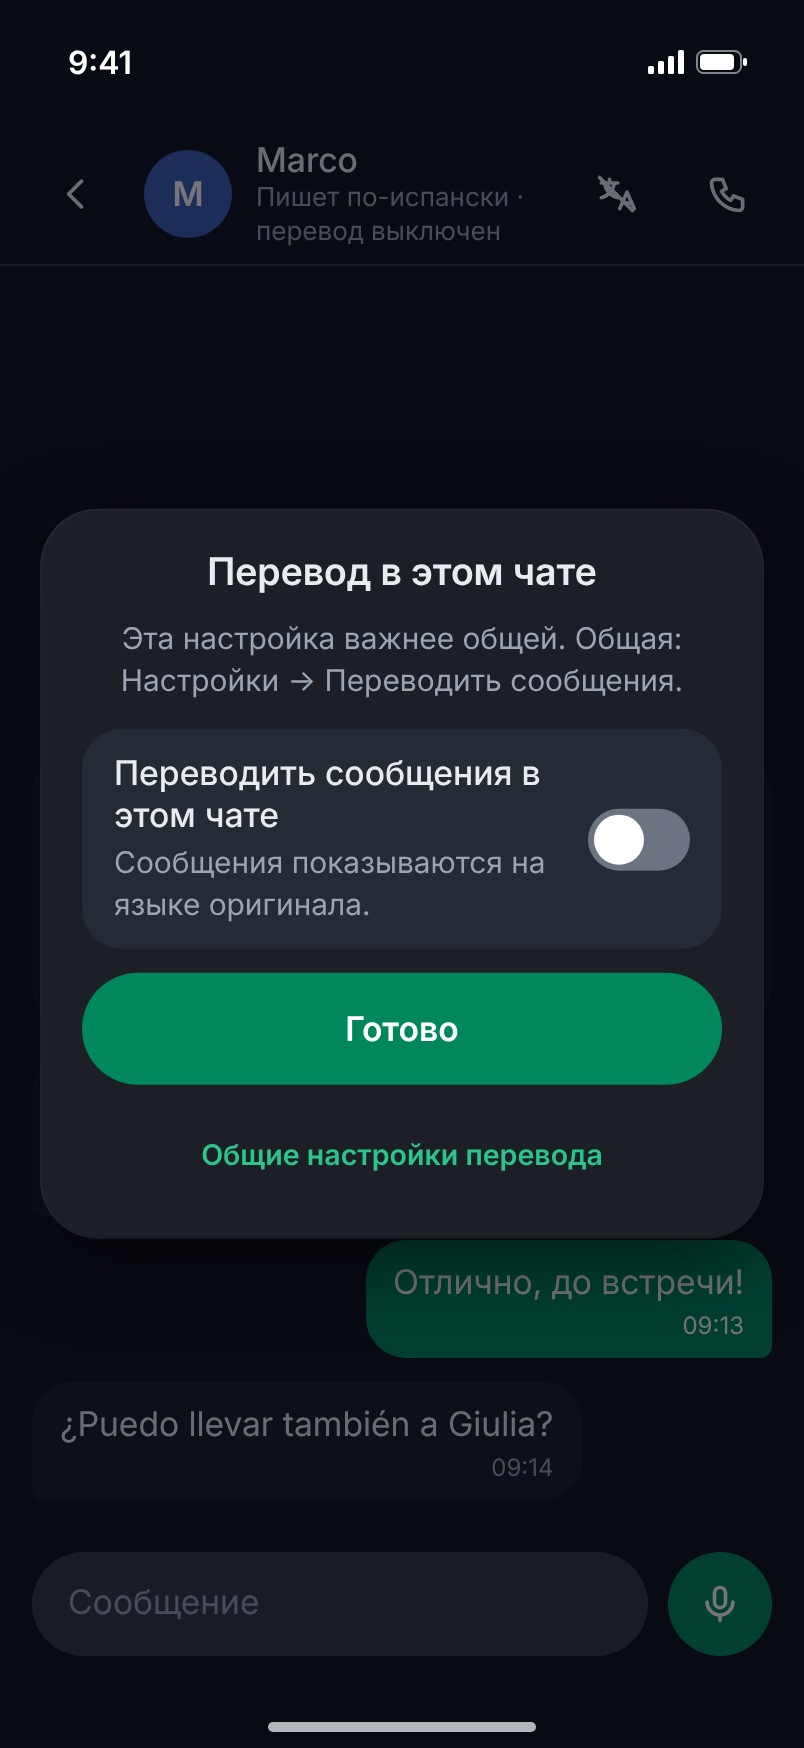 9:41
M
Marco
Пишет по-испански ·
перевод выключен
Перевод в этом чате
Эта настройка важнее общей. Общая:
Настройки → Переводить сообщения.
Переводить сообщения в
этом чате
Сообщения показываются на
языке оригинала.
Готово
Общие настройки перевода
Отлично, до встречи!
09:13
¿Puedo llevar también a Giulia?
09:14
Сообщение